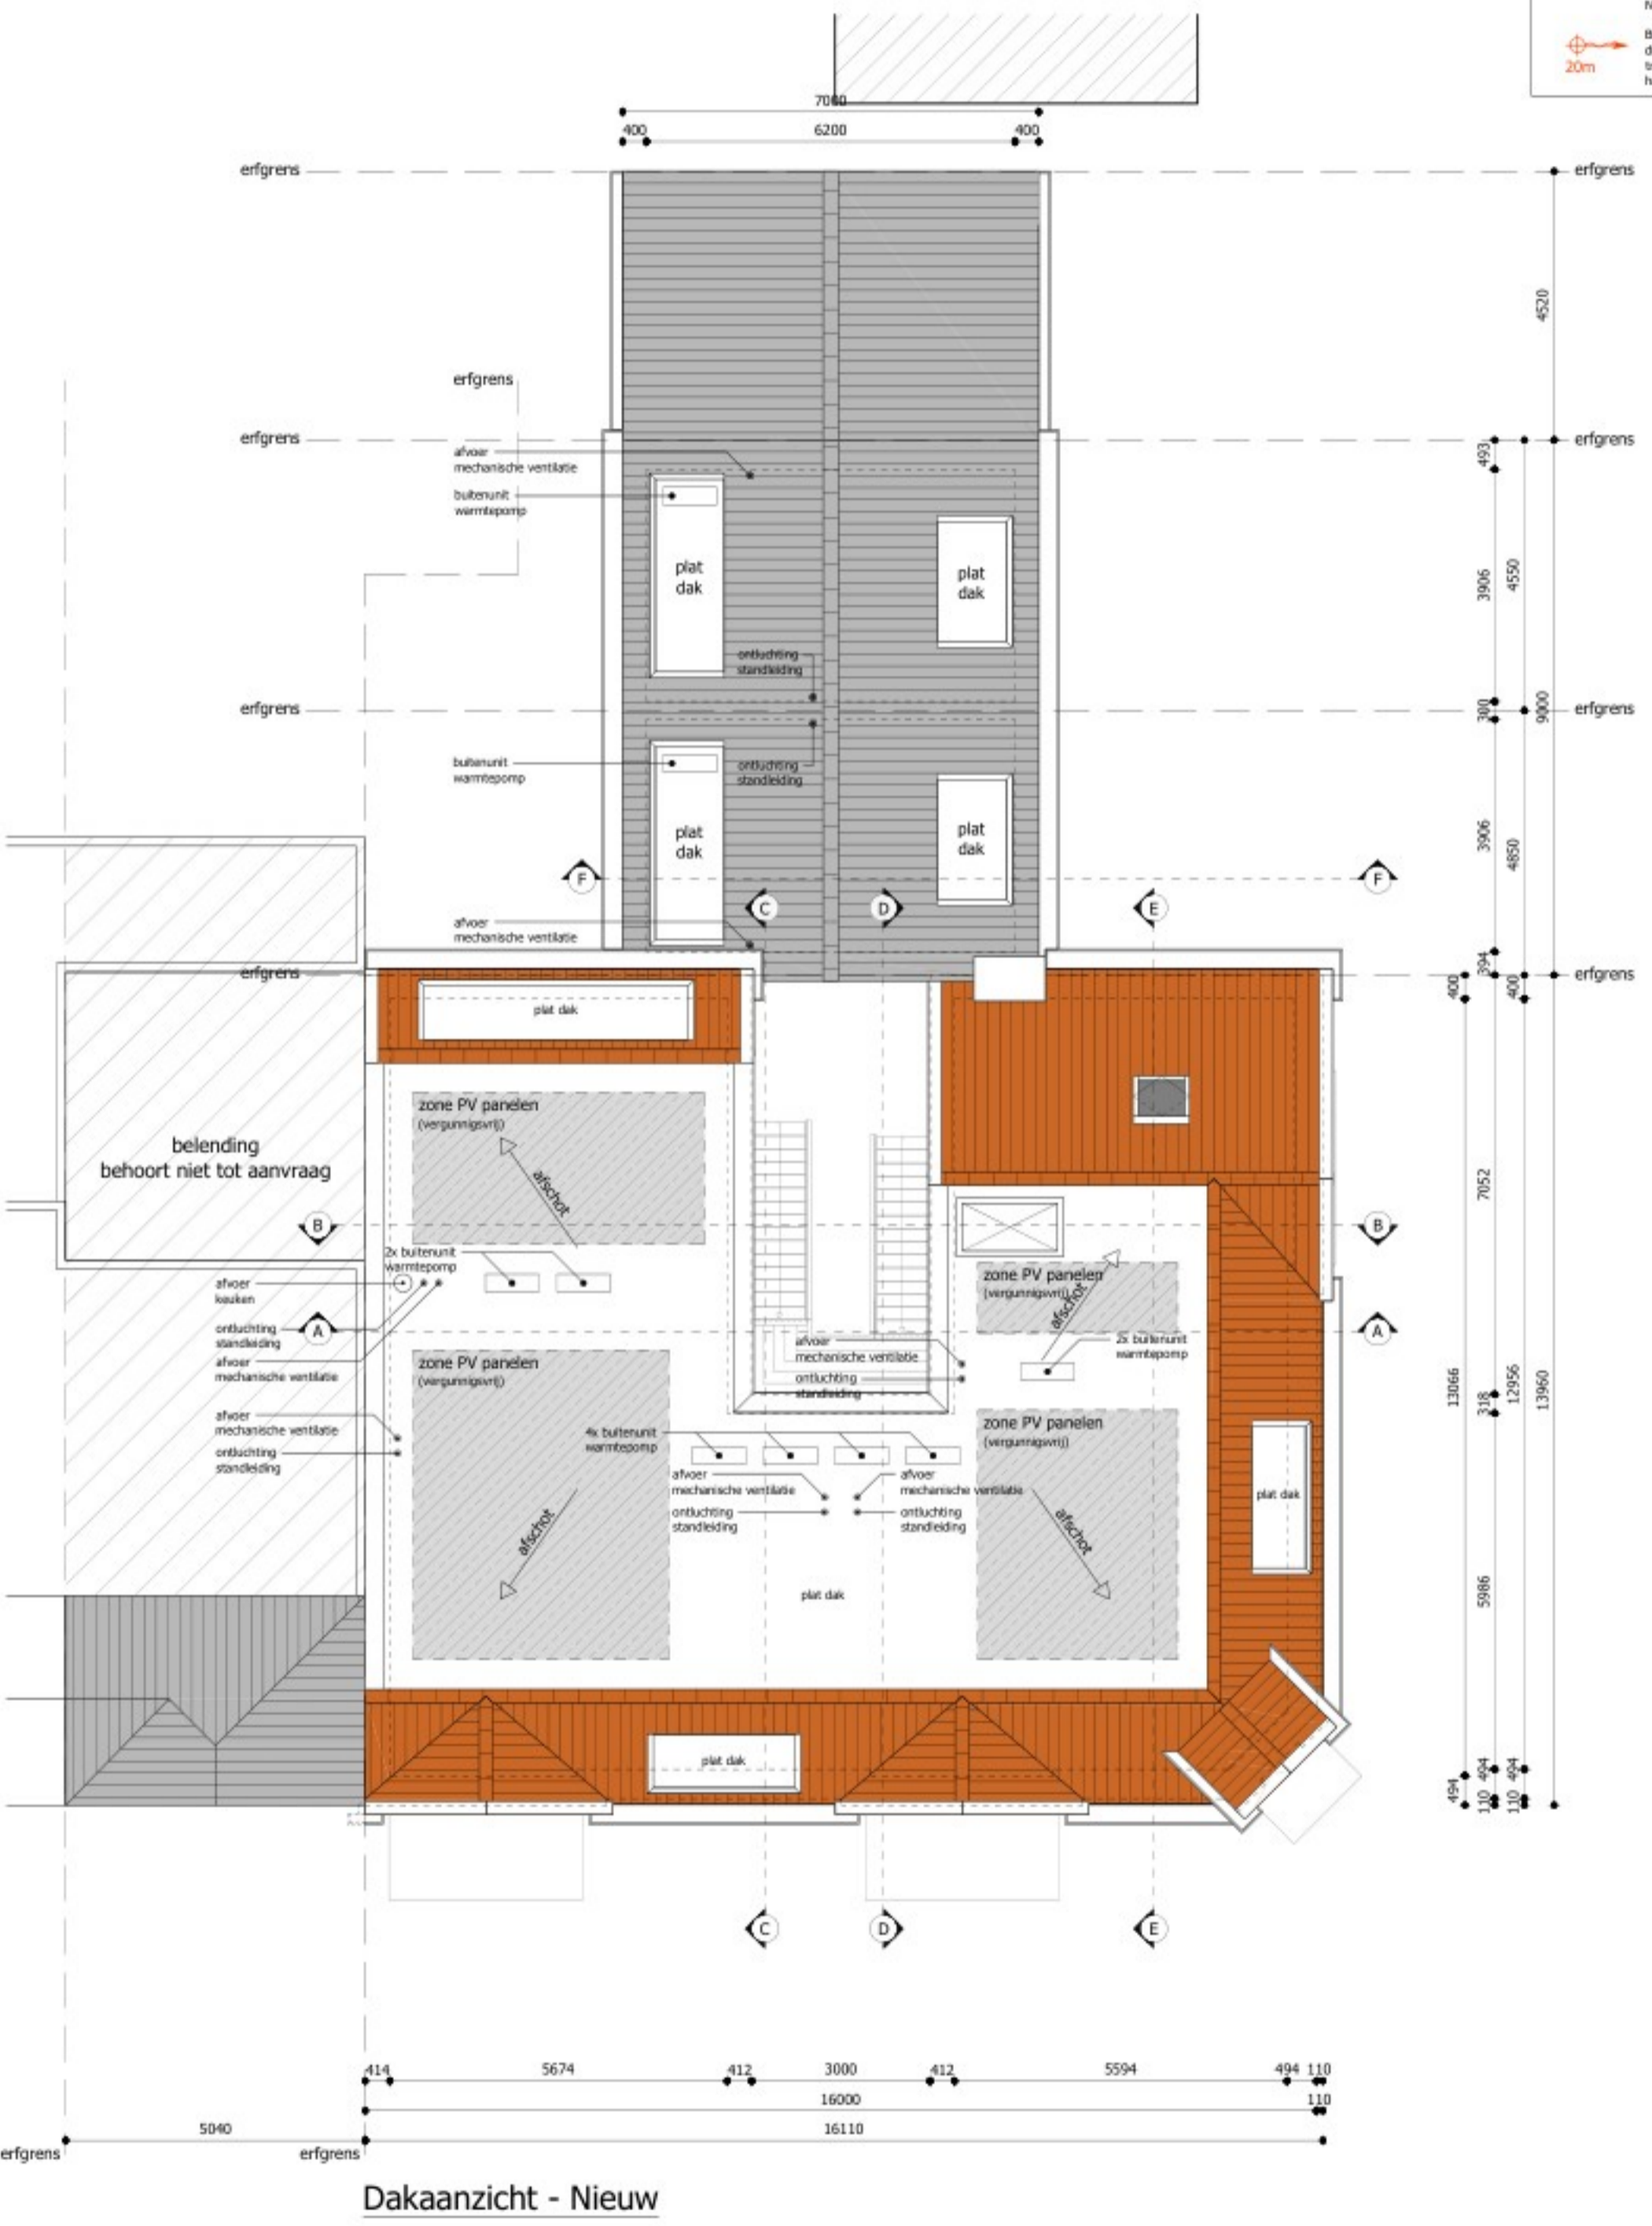 20m
7000
400 6200 400
erfgrens erfgrens
4520
erfgrens
erfgrens erfgrens
493
afvoer
mechanische ventilatie
buitenunit
warmtepomp
plat
dak
plat
dak
3906
4550
ontluchting
standleiding
erfgrens erfgrens
300
9000
buitenunit
warmtepomp
ontluchting
standleiding
plat
dak
plat
dak
3906
4850
F F
C D E
afvoer
mechanische ventilatie
394
erfgrens erfgrens
400
400
plat dak
zone PV panelen
(vergunnigsvrij)
afschot
belending
behoort niet tot aanvraag
7052
B B
2x buitenunit
warmtepomp
zone PV panelen
(vergunnigsvrij)
afschot
afvoer
keuken
ontluchting
standleiding
A A
afvoer
mechanische ventilatie
afvoer
mechanische ventilatie
ontluchting
standleiding
2x buitenunit
warmtepomp
zone PV panelen
(vergunnigsvrij)
afschot
13066
318
12956
13960
afvoer
mechanische ventilatie
ontluchting
standleiding
4x buitenunit
warmtepomp
zone PV panelen
(vergunnigsvrij)
afschot
afvoer
mechanische ventilatie
ontluchting
standleiding
afvoer
mechanische ventilatie
ontluchting
standleiding
plat dak
plat dak
5986
plat dak
494
494
494
110
110
C D E
414 5674 412 3000 412 5594 494 110
16000 110
5040 16110
erfgrens erfgrens
Dakaanzicht - Nieuw